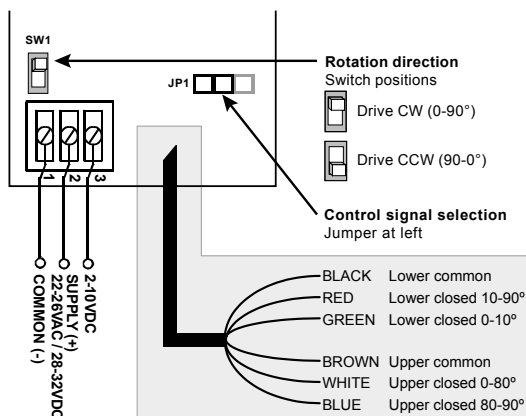 SW1
JP1
Rotation direction
Switch positions
Drive CW (0-90°)
Drive CCW (90-0°)
Control signal selection
Jumper at left
1
2
3
COMMON (-)
SUPPLY (+)
22-26VAC / 28-32VDC
2-10VDC
BLACK Lower common
RED Lower closed 10-90º
GREEN Lower closed 0-10º
BROWN Upper common
WHITE Upper closed 0-80º
BLUE Upper closed 80-90º